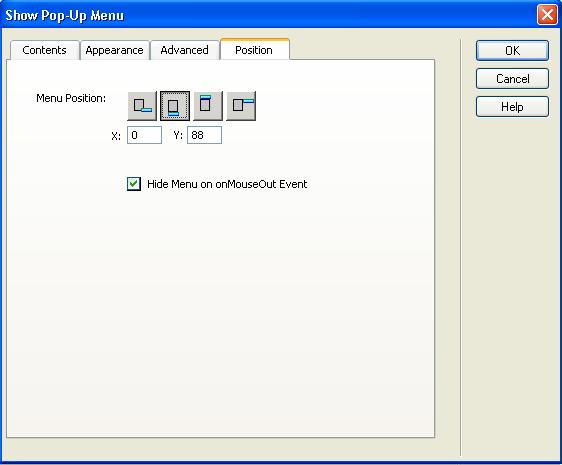 Show Pop-Up Menu
Contents Appearance Advanced Position
OK
Cancel
Help
Menu Position:
X: 0 Y: 88
Hide Menu on onMouseOut Event